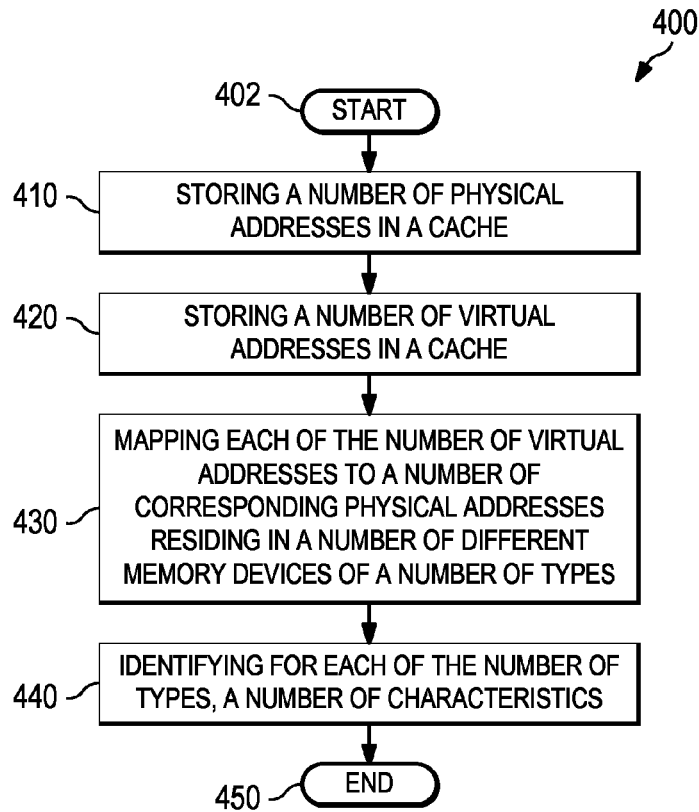 400
402
START
410
STORING A NUMBER OF PHYSICAL
ADDRESSES IN A CACHE
420
STORING A NUMBER OF VIRTUAL
ADDRESSES IN A CACHE
430
MAPPING EACH OF THE NUMBER OF VIRTUAL
ADDRESSES TO A NUMBER OF
CORRESPONDING PHYSICAL ADDRESSES
RESIDING IN A NUMBER OF DIFFERENT
MEMORY DEVICES OF A NUMBER OF TYPES
440
IDENTIFYING FOR EACH OF THE NUMBER OF
TYPES, A NUMBER OF CHARACTERISTICS
450
END